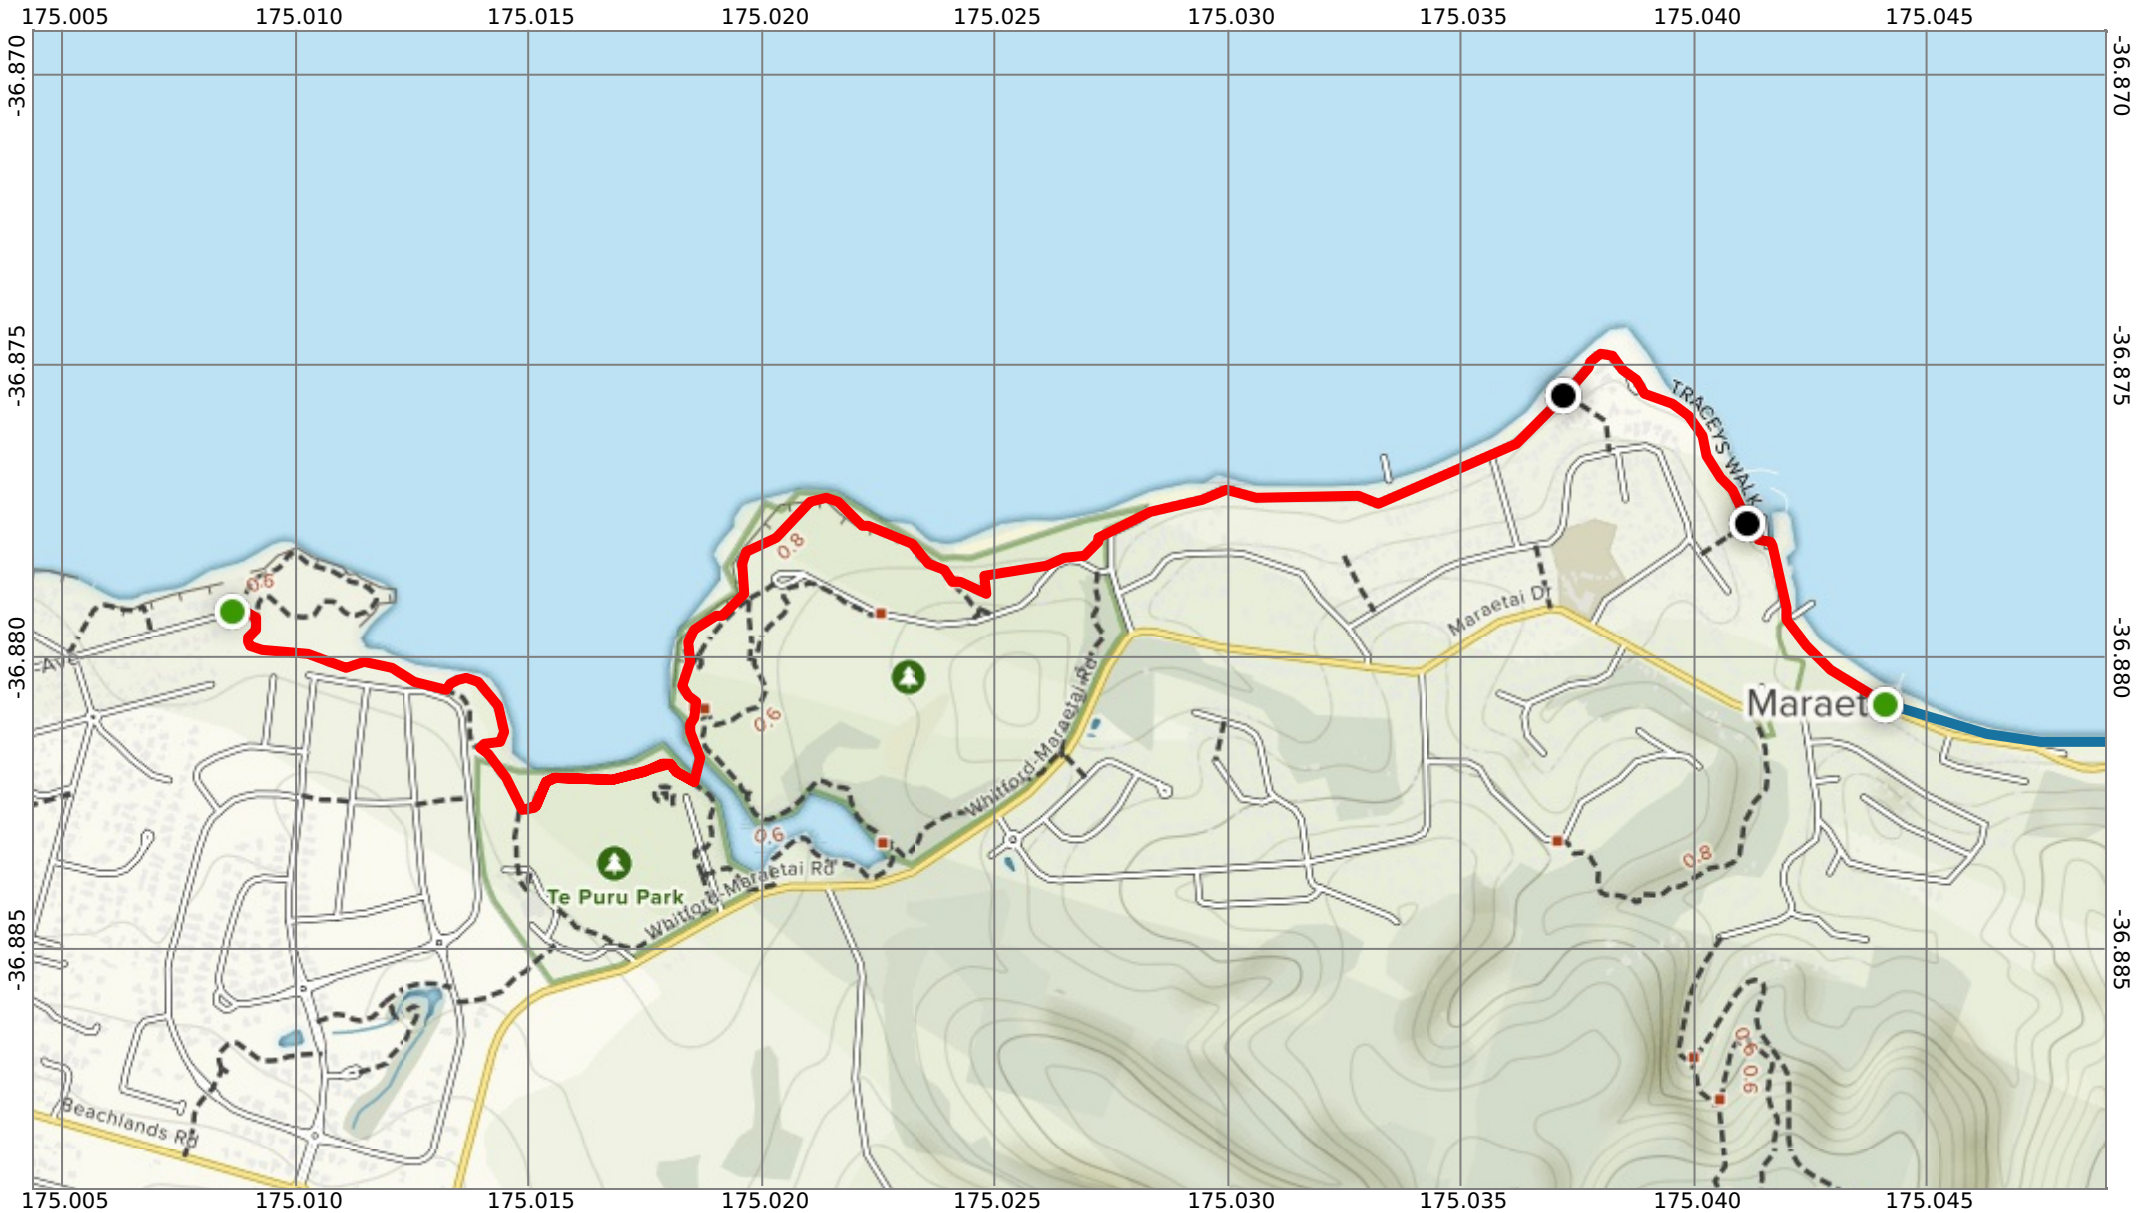 175.005 175.010 175.015 175.020 175.025 175.030 175.035 175.040 175.045
-36.870 -36.870
-36.875 -36.875
TRACEYS WALK
0.8
0.6
Maraetai Dr
-36.880 -36.880
Ave
Maraet
0.6
Whitford-Maraetai Rd
0.6
0.8
Te Puru Park
Whitford-Maraetai Rd
-36.885 -36.885
0.6
0.6
Beachlands Rd
175.005 175.010 175.015 175.020 175.025 175.030 175.035 175.040 175.045